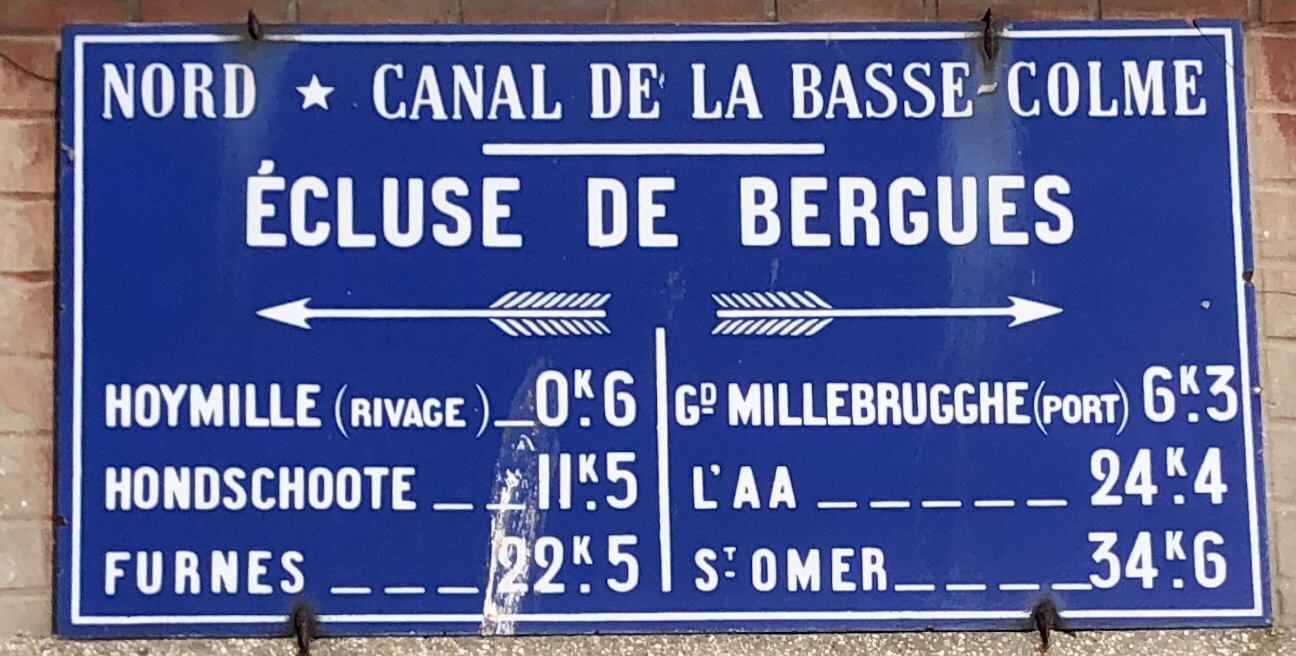 NORD ★ CANAL DE LA BASSE-COLME
ÉCLUSE DE BERGUES
HOYMILLE (RIVAGE) _ 0K.6
HONDSCHOOTE _ _ 11K.5
FURNES _ _ _ 22K.5
GD MILLEBRUGGHE (PORT) 6K.3
L'AA _ _ _ _ _ 24K.4
ST OMER _ _ _ _ 34K.6